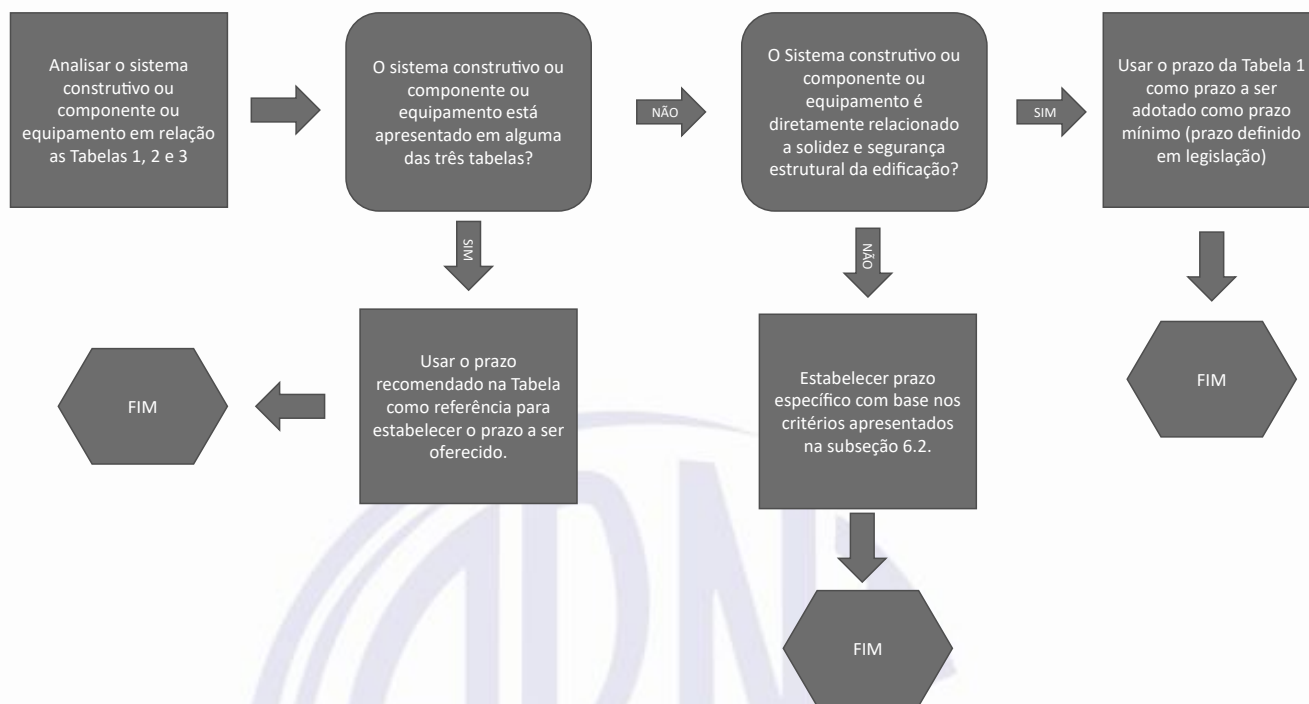 Analisar o sistema
construtivo ou
componente ou
equipamento em relação
as Tabelas 1, 2 e 3
O sistema construtivo ou
componente ou
equipamento está
apresentado em alguma
das três tabelas?
NÃO
O Sistema construtivo ou
componente ou
equipamento é
diretamente relacionado
a solidez e segurança
estrutural da edificação?
SIM
Usar o prazo da Tabela 1
como prazo a ser
adotado como prazo
mínimo (prazo definido
em legislação)
SIM
NÃO
FIM
Usar o prazo
recomendado na Tabela
como referência para
estabelecer o prazo a ser
oferecido.
Estabelecer prazo
específico com base nos
critérios apresentados
na subseção 6.2.
FIM
FIM